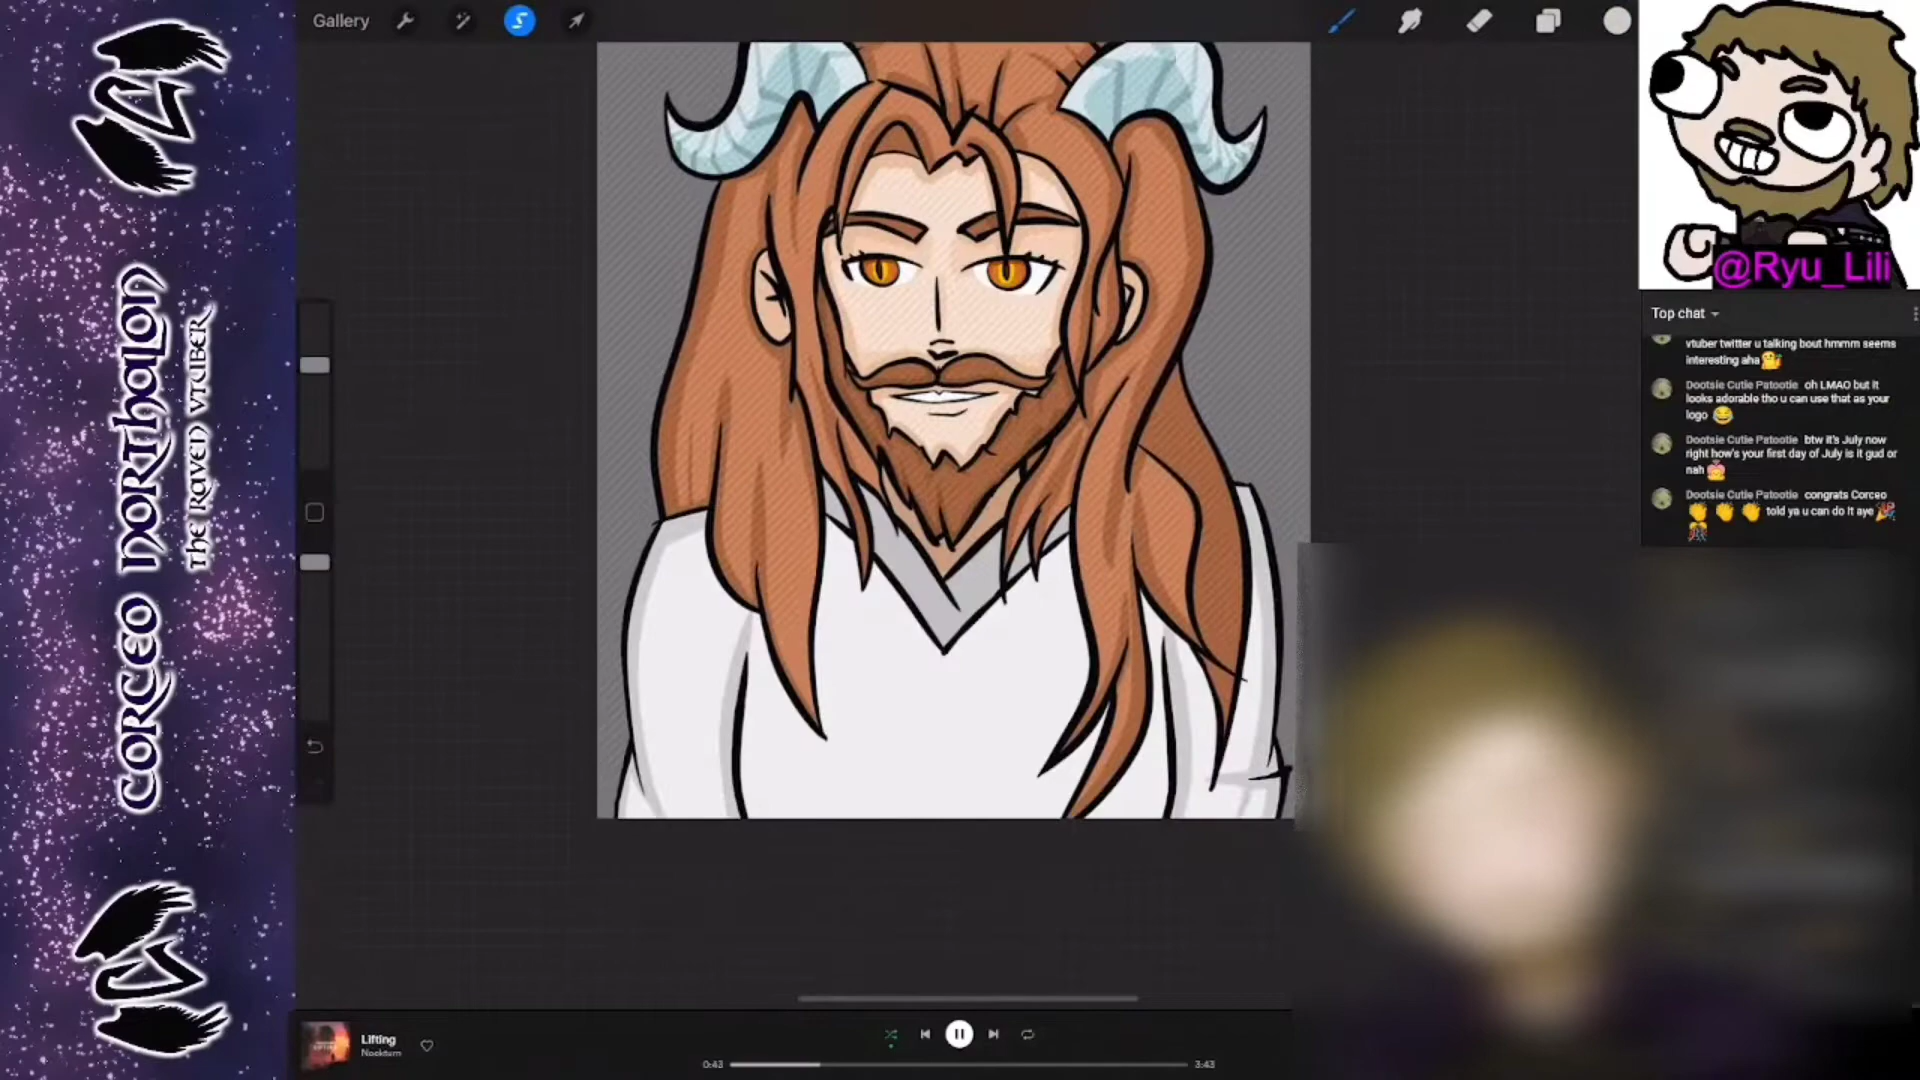 Gallery
CORCEO NORTHALON
THE RAVEN VTUBER
@Ryu_Lili
Top chat
vtuber twitter u talking bout hmmm seems
interesting aha
Dootsie Cutie Patootie oh LMAO but it
looks adorable tho u can use that as your
logo
Dootsie Cutie Patootie btw it's July now
right how's your first day of July is it gud or
nah
Dootsie Cutie Patootie congrats Corceo
told ya u can do it aye
Lifting
Nockturn
0:43
3:43